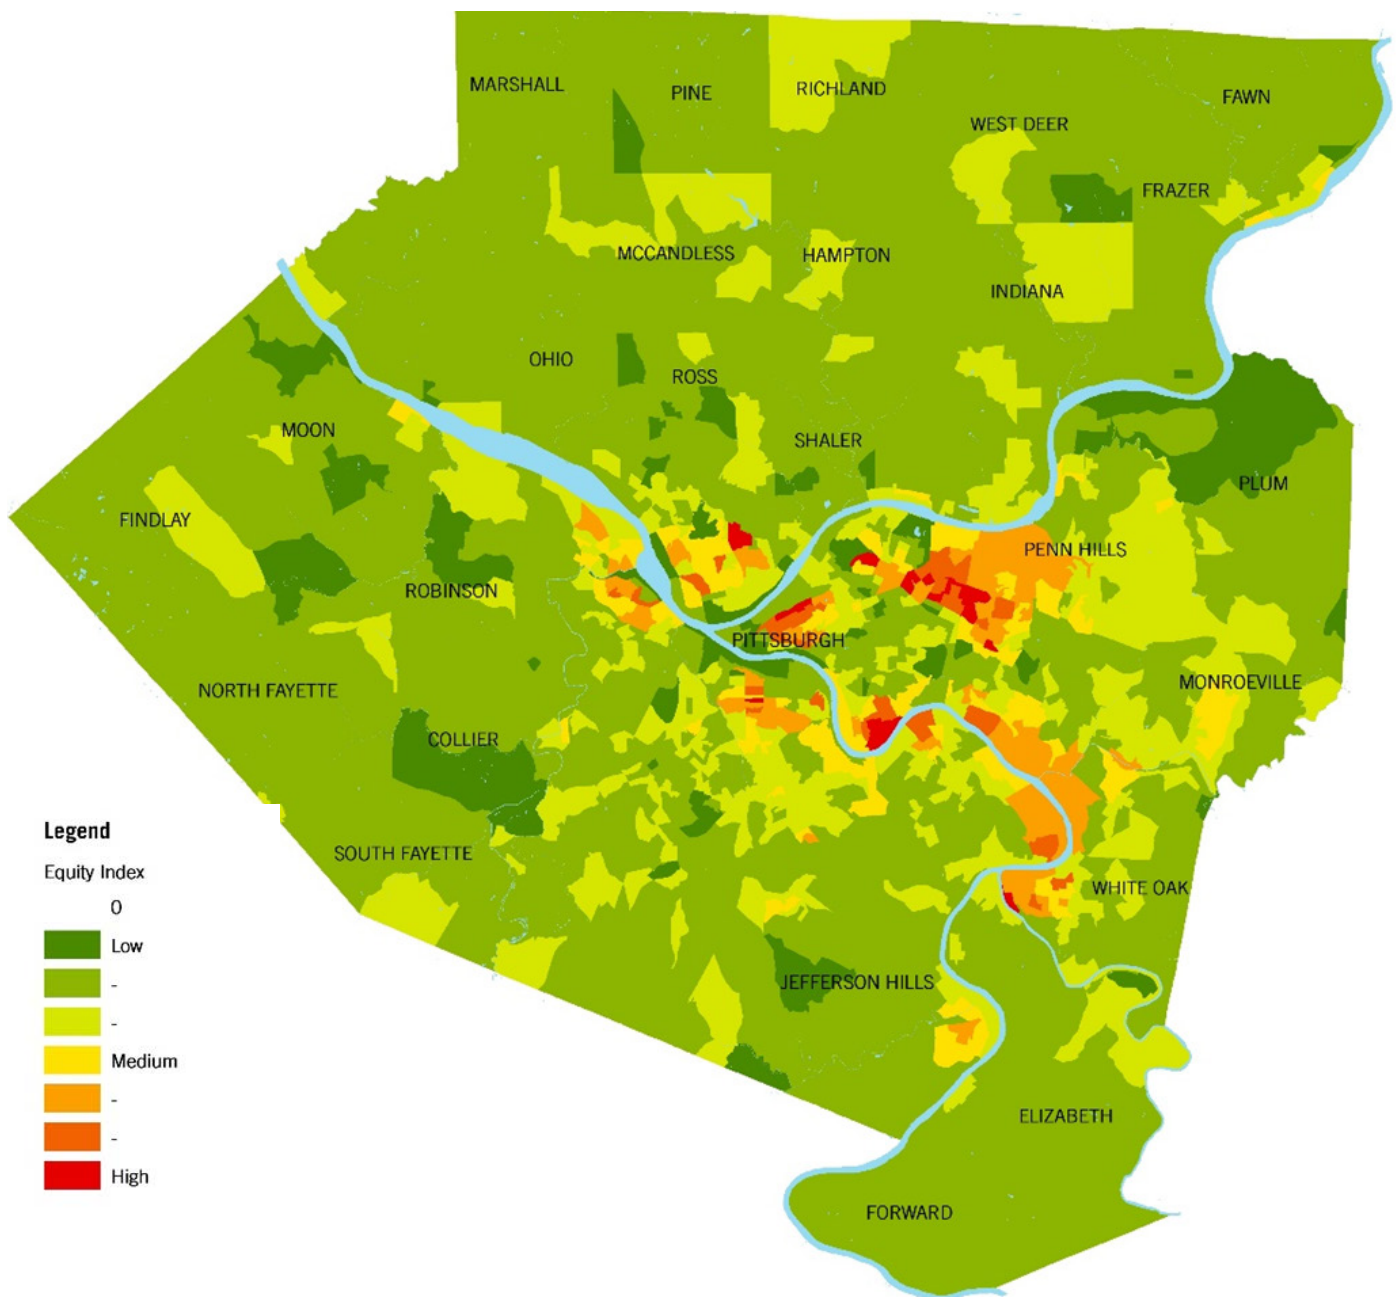 MARSHALL
PINE
RICHLAND
FAWN
WEST DEER
FRAZER
MCCANDLESS
HAMPTON
INDIANA
OHIO
ROSS
MOON
SHALER
PLUM
FINDLAY
PENN HILLS
ROBINSON
PITTSBURGH
NORTH FAYETTE
MONROEVILLE
COLLIER
SOUTH FAYETTE
WHITE OAK
JEFFERSON HILLS
ELIZABETH
FORWARD
Legend
Equity Index
0
Low
-
-
Medium
-
-
High